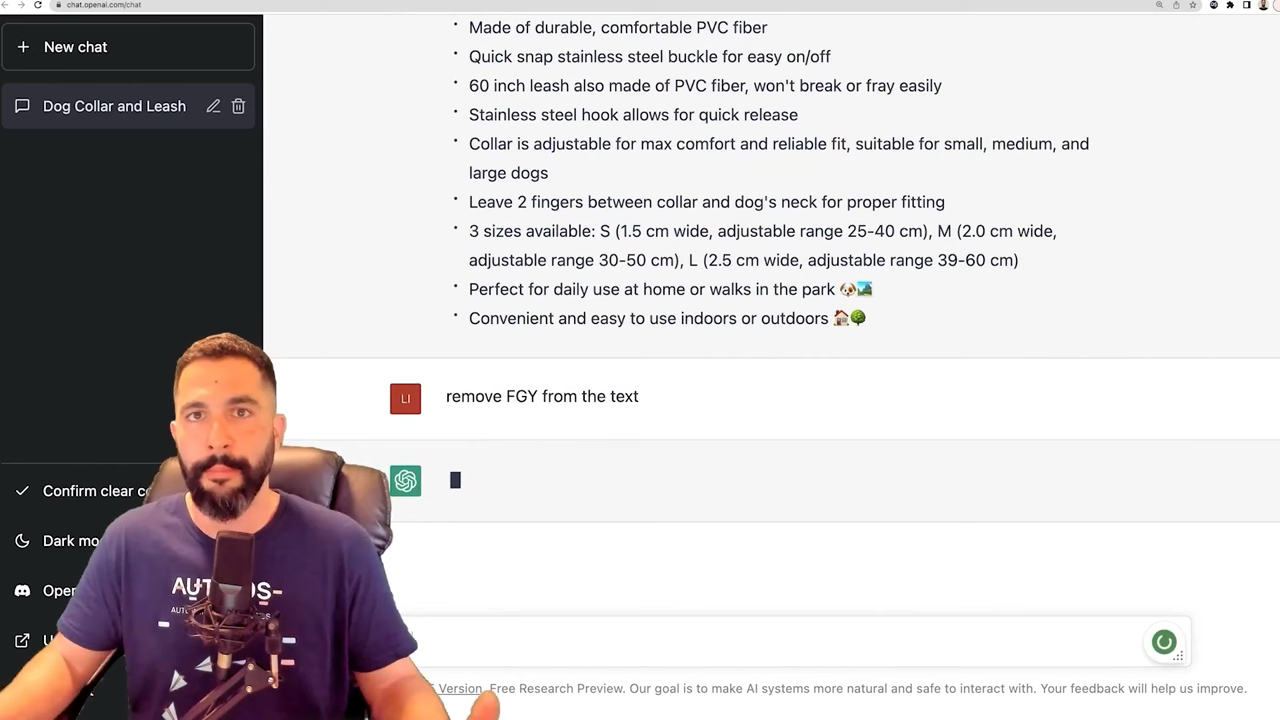 chat.openai.com/chat
New chat
Dog Collar and Leash
Made of durable, comfortable PVC fiber
Quick snap stainless steel buckle for easy on/off
60 inch leash also made of PVC fiber, won't break or fray easily
Stainless steel hook allows for quick release
Collar is adjustable for max comfort and reliable fit, suitable for small, medium, and
large dogs
Leave 2 fingers between collar and dog's neck for proper fitting
3 sizes available: S (1.5 cm wide, adjustable range 25-40 cm), M (2.0 cm wide,
adjustable range 30-50 cm), L (2.5 cm wide, adjustable range 39-60 cm)
Perfect for daily use at home or walks in the park 🐶🏞️
Convenient and easy to use indoors or outdoors 🏠🌳
LI
remove FGY from the text
Confirm clear
Dark
Version. Free Research Preview. Our goal is to make AI systems more natural and safe to interact with. Your feedback will help us improve.